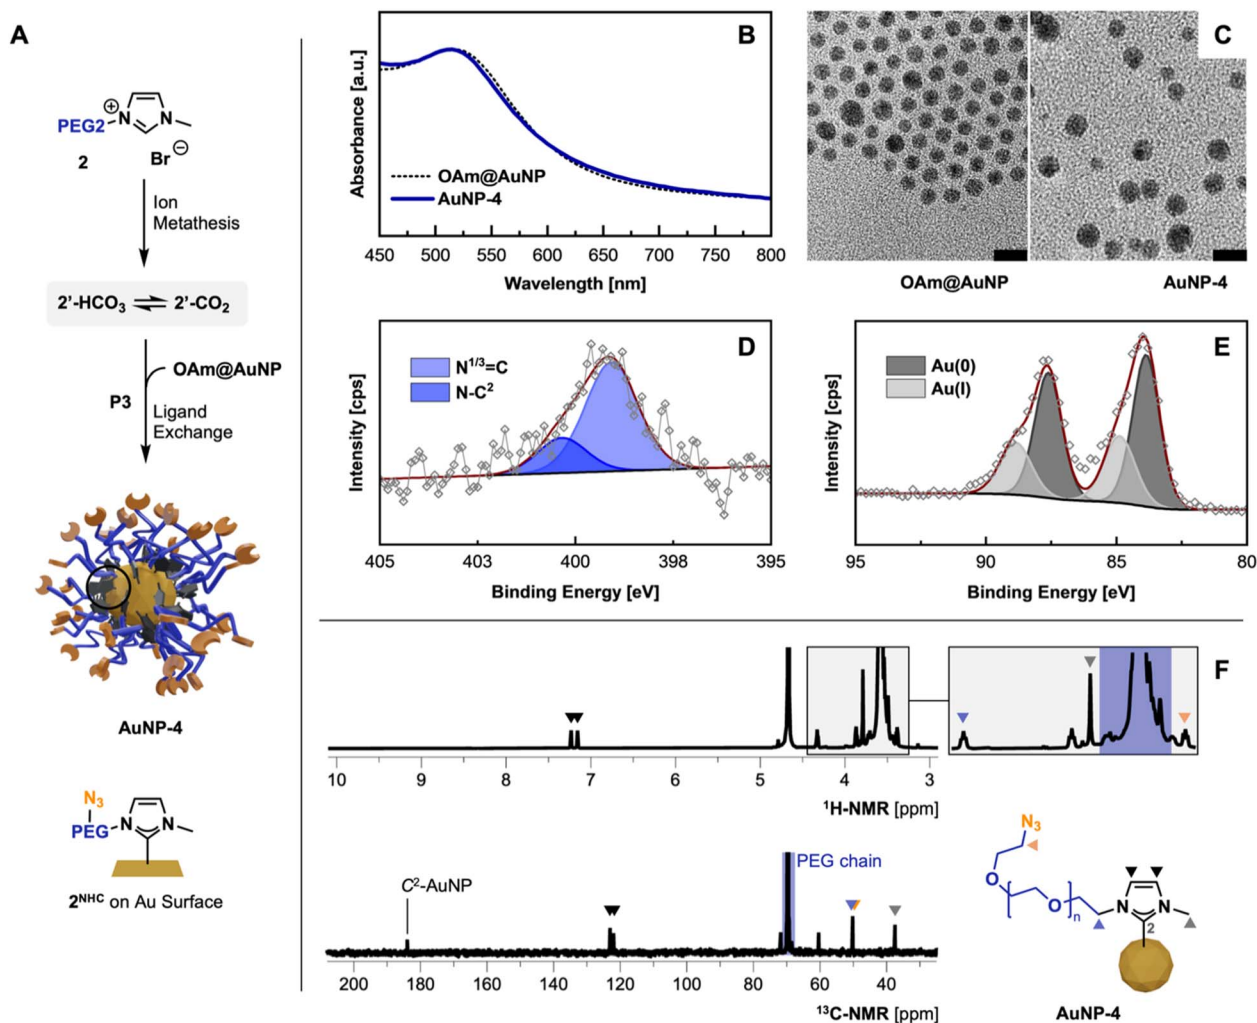 A
PEG2
⊕
N
N
2
Br⊖
Ion
Metathesis
2'-HCO3 ⇌ 2'-CO2
OAm@AuNP
P3
Ligand
Exchange
AuNP-4
N3
PEG
N
N
2NHC on Au Surface
B
Absorbance [a.u.]
OAm@AuNP
AuNP-4
450 500 550 600 650 700 750 800
Wavelength [nm]
C
OAm@AuNP
AuNP-4
D
Intensity [cps]
N1/3=C
N-C2
405 403 400 398 395
Binding Energy [eV]
E
Intensity [cps]
Au(0)
Au(I)
95 90 85 80
Binding Energy [eV]
F
10 9 8 7 6 5 4 3
1H-NMR [ppm]
PEG chain
C2-AuNP
200 180 160 140 120 100 80 60 40
13C-NMR [ppm]
N3
O
O
n
N
N
2
AuNP-4